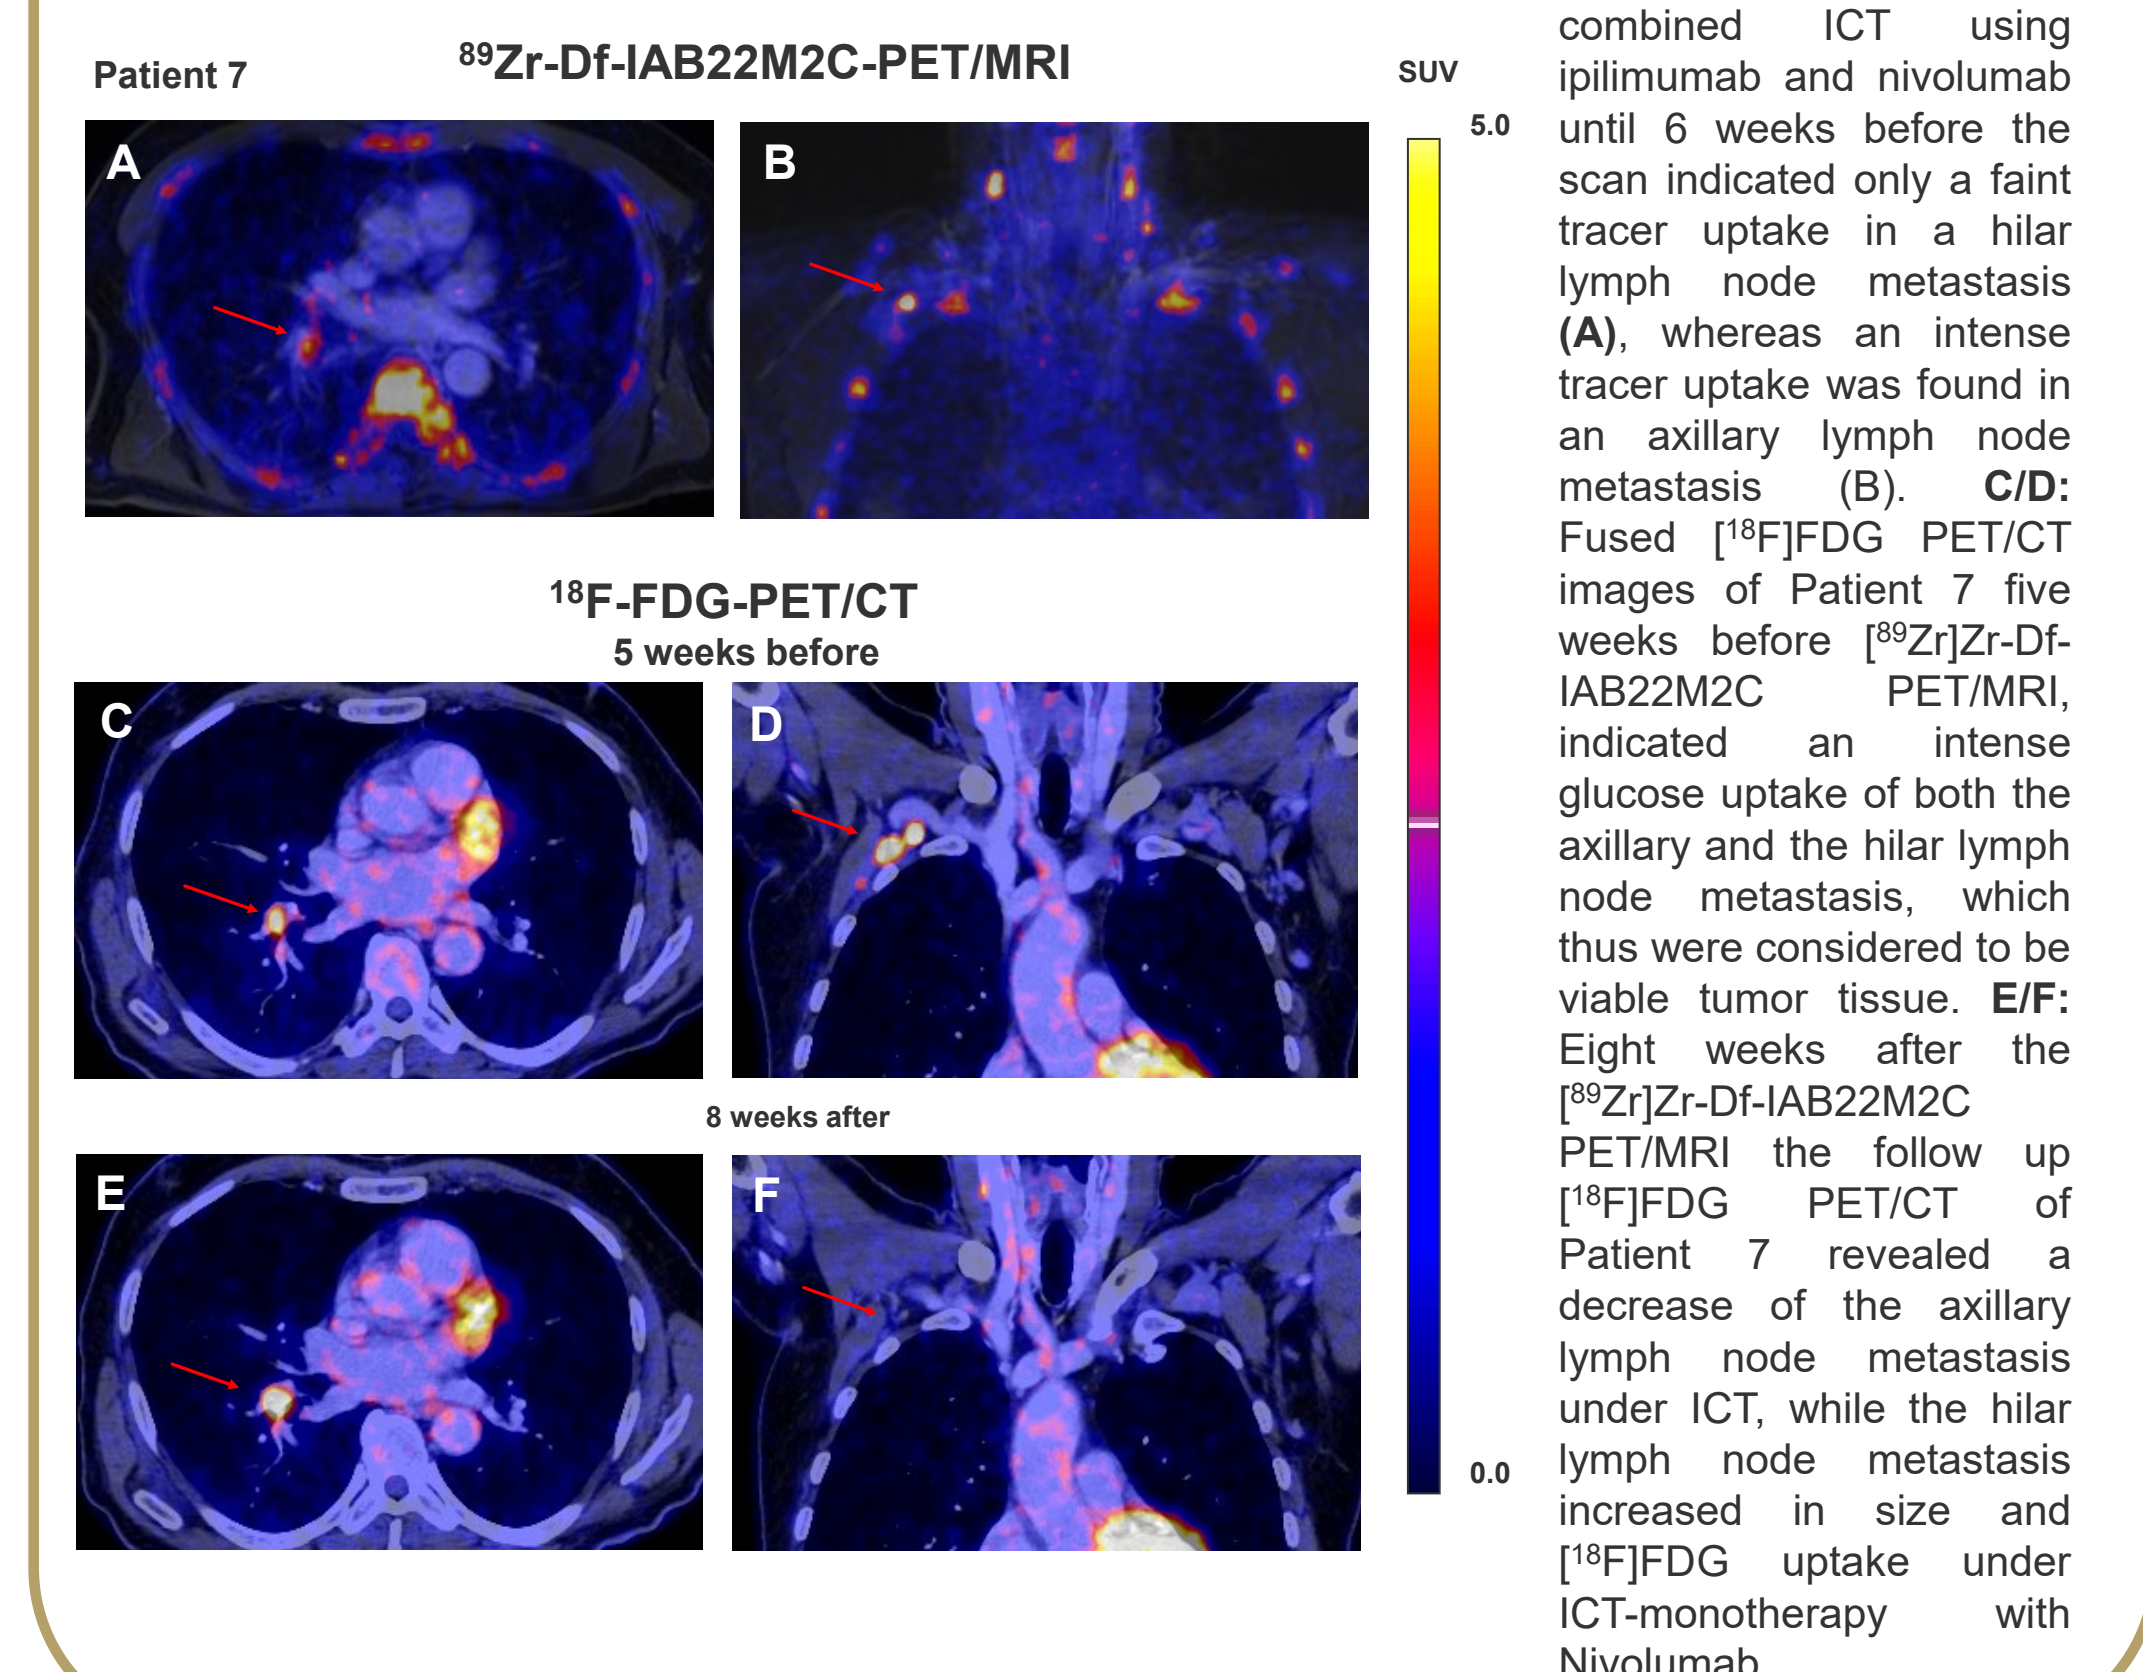 Patient 7
⁸⁹Zr-Df-IAB22M2C-PET/MRI
SUV
5.0
0.0
A
B
¹⁸F-FDG-PET/CT
5 weeks before
C
D
8 weeks after
E
F
combined ICT using
ipilimumab and nivolumab
until 6 weeks before the
scan indicated only a faint
tracer uptake in a hilar
lymph node metastasis
(A), whereas an intense
tracer uptake was found in
an axillary lymph node
metastasis (B). C/D:
Fused [¹⁸F]FDG PET/CT
images of Patient 7 five
weeks before [⁸⁹Zr]Zr-Df-
IAB22M2C PET/MRI,
indicated an intense
glucose uptake of both the
axillary and the hilar lymph
node metastasis, which
thus were considered to be
viable tumor tissue. E/F:
Eight weeks after the
[⁸⁹Zr]Zr-Df-IAB22M2C
PET/MRI the follow up
[¹⁸F]FDG PET/CT of
Patient 7 revealed a
decrease of the axillary
lymph node metastasis
under ICT, while the hilar
lymph node metastasis
increased in size and
[¹⁸F]FDG uptake under
ICT-monotherapy with
Nivolumab